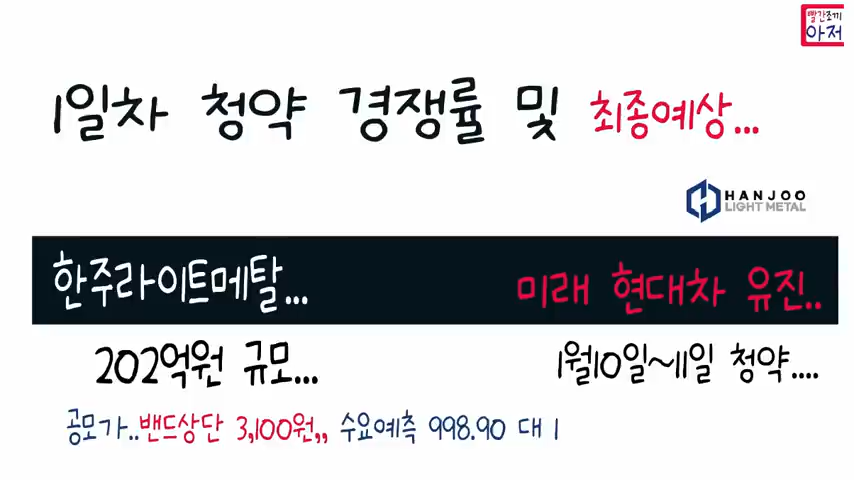 빨간조끼
아저
1일차 청약 경쟁률 및 최종예상...
HANJOO
LIGHT METAL
한주라이트메탈... 미래 현대차 유진..
202억원 규모... 1월10일~11일 청약....
공모가..밴드상단 3,100원,, 수요예측 998.90 대 1